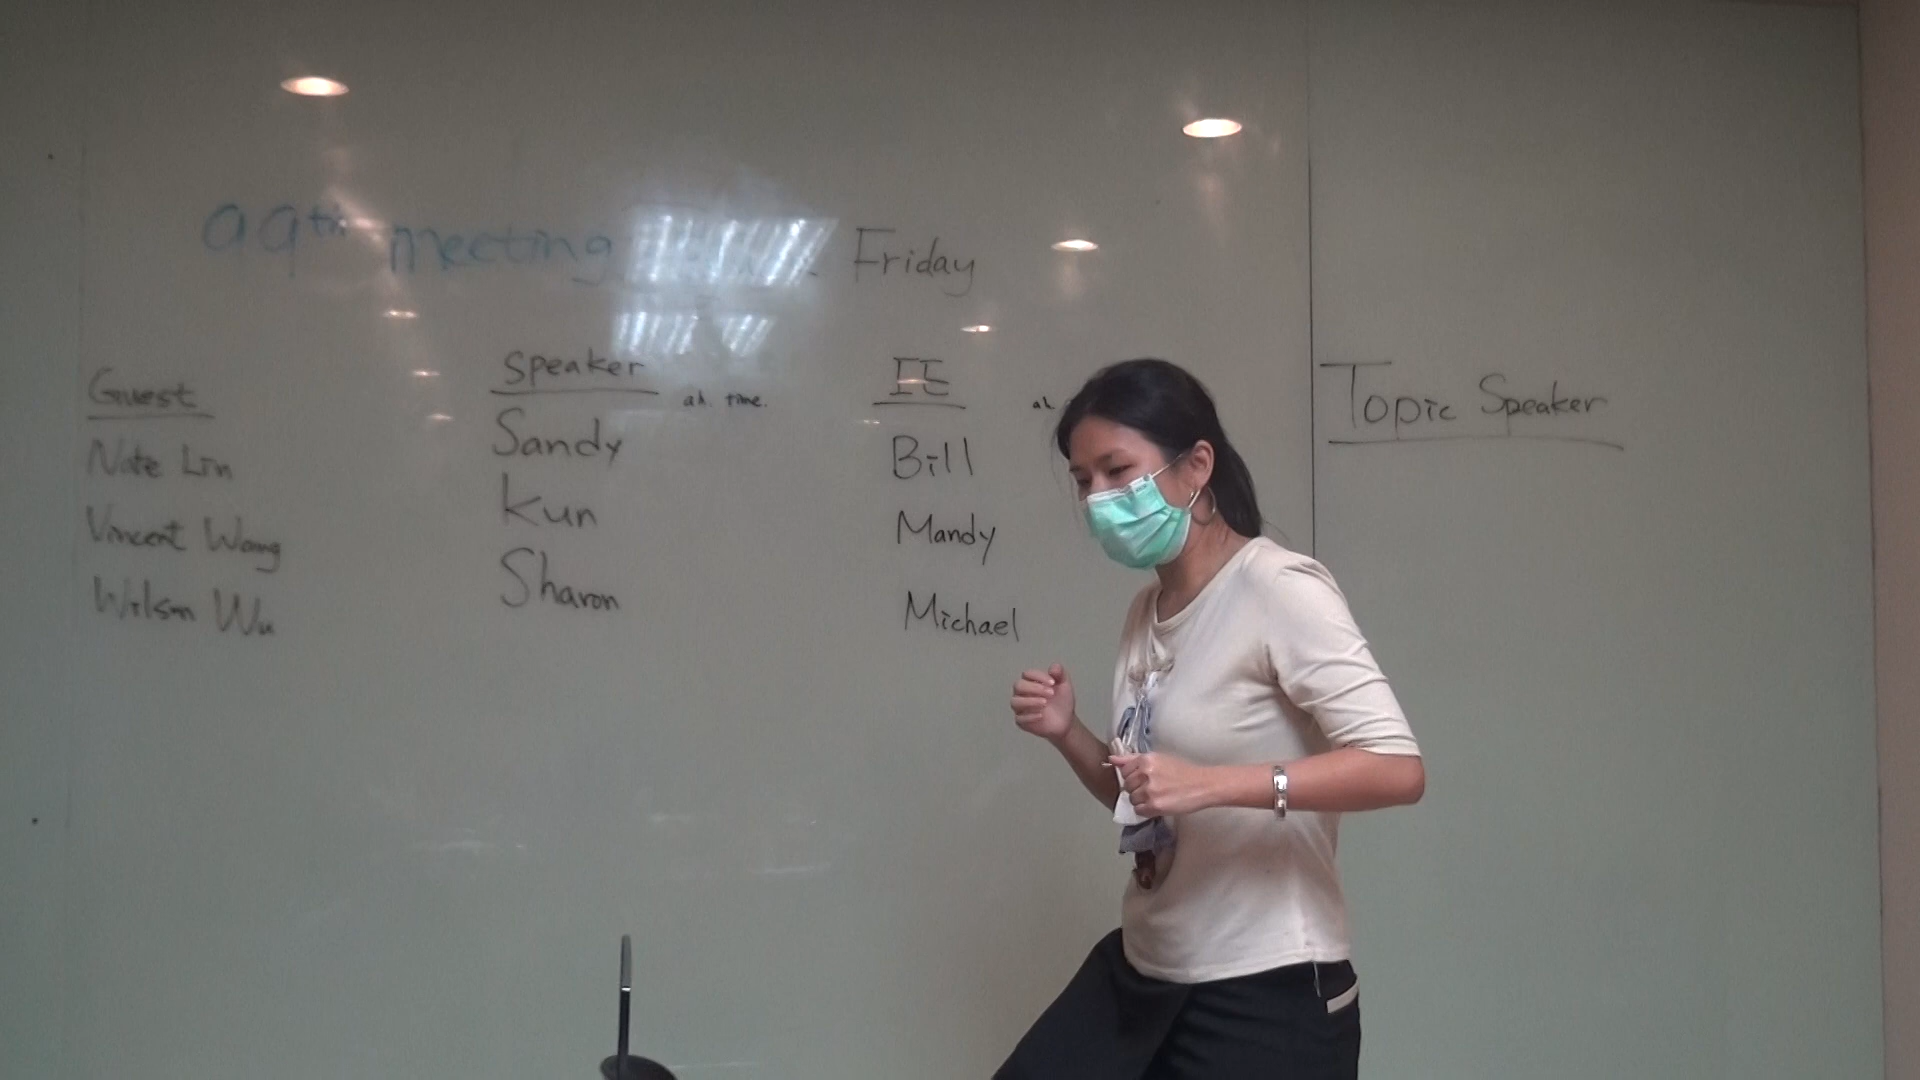 99th meeting
Friday
Guest
Nate Lin
Vincent Wang
Wilson Wu
Speaker
ah. time.
Sandy
Kun
Sharon
IE
ah
Bill
Mandy
Michael
Topic Speaker